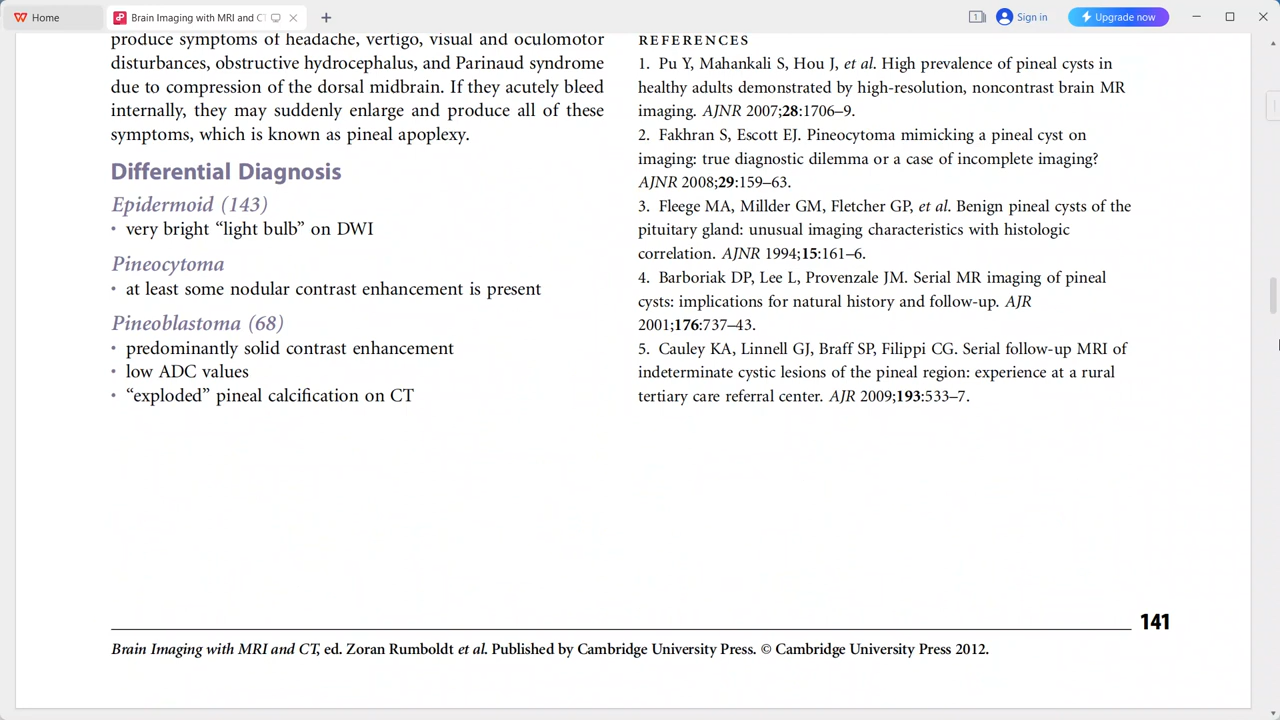 Home
Brain Imaging with MRI and C
1
Sign in
Upgrade now
produce symptoms of headache, vertigo, visual and oculomotor
disturbances, obstructive hydrocephalus, and Parinaud syndrome
due to compression of the dorsal midbrain. If they acutely bleed
internally, they may suddenly enlarge and produce all of these
symptoms, which is known as pineal apoplexy.
Differential Diagnosis
Epidermoid (143)
• very bright “light bulb” on DWI
Pineocytoma
• at least some nodular contrast enhancement is present
Pineoblastoma (68)
• predominantly solid contrast enhancement
• low ADC values
• “exploded” pineal calcification on CT
REFERENCES
1. Pu Y, Mahankali S, Hou J, et al. High prevalence of pineal cysts in
healthy adults demonstrated by high-resolution, noncontrast brain MR
imaging. AJNR 2007;28:1706–9.
2. Fakhran S, Escott EJ. Pineocytoma mimicking a pineal cyst on
imaging: true diagnostic dilemma or a case of incomplete imaging?
AJNR 2008;29:159–63.
3. Fleege MA, Millder GM, Fletcher GP, et al. Benign pineal cysts of the
pituitary gland: unusual imaging characteristics with histologic
correlation. AJNR 1994;15:161–6.
4. Barboriak DP, Lee L, Provenzale JM. Serial MR imaging of pineal
cysts: implications for natural history and follow-up. AJR
2001;176:737–43.
5. Cauley KA, Linnell GJ, Braff SP, Filippi CG. Serial follow-up MRI of
indeterminate cystic lesions of the pineal region: experience at a rural
tertiary care referral center. AJR 2009;193:533–7.
141
Brain Imaging with MRI and CT, ed. Zoran Rumboldt et al. Published by Cambridge University Press. © Cambridge University Press 2012.